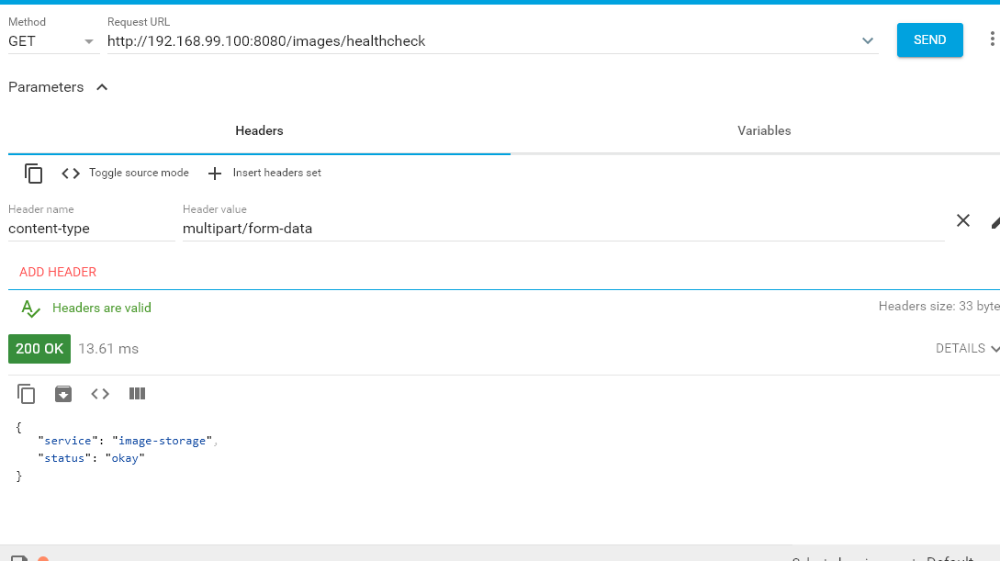 Method
Request URL
GET
http://192.168.99.100:8080/images/healthcheck
SEND
Parameters
Headers
Variables
Toggle source mode
Insert headers set
Header name
Header value
content-type
multipart/form-data
ADD HEADER
Headers are valid
Headers size: 33 byte
200 OK
13.61 ms
DETAILS
{
"service": "image-storage",
"status": "okay"
}
Default